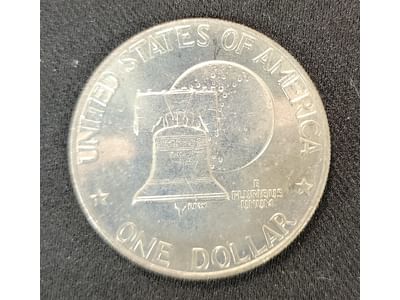 UNITED STATES OF AMERICA
E
PLURIBUS
UNUM
ONE DOLLAR